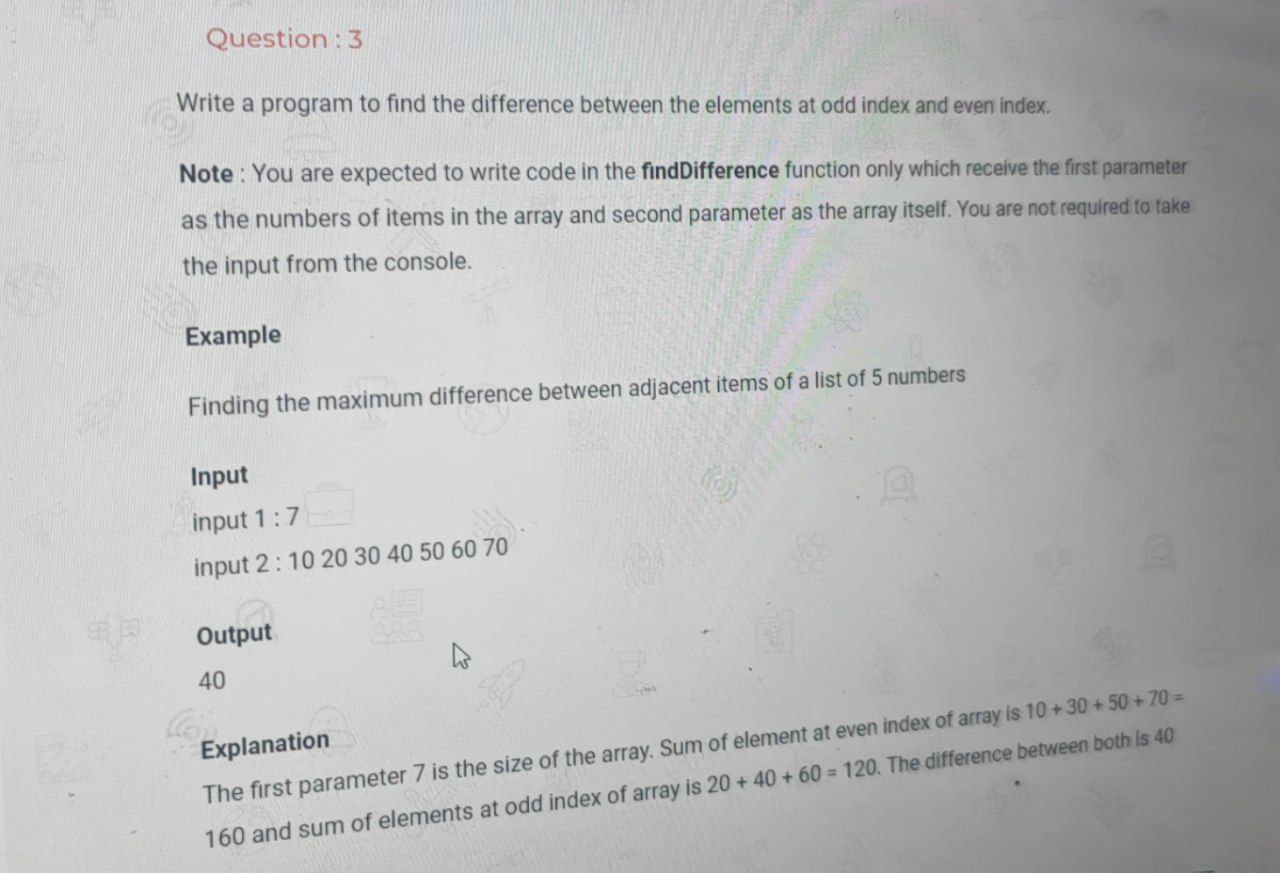 Question : 3
Write a program to find the difference between the elements at odd index and even index.
Note : You are expected to write code in the findDifference function only which receive the first parameter
as the numbers of items in the array and second parameter as the array itself. You are not required to take
the input from the console.
Example
Finding the maximum difference between adjacent items of a list of 5 numbers
Input
input 1 : 7
input 2 : 10 20 30 40 50 60 70
Output
40
Explanation
The first parameter 7 is the size of the array. Sum of element at even index of array is 10 + 30 + 50 + 70 =
160 and sum of elements at odd index of array is 20 + 40 + 60 = 120. The difference between both is 40